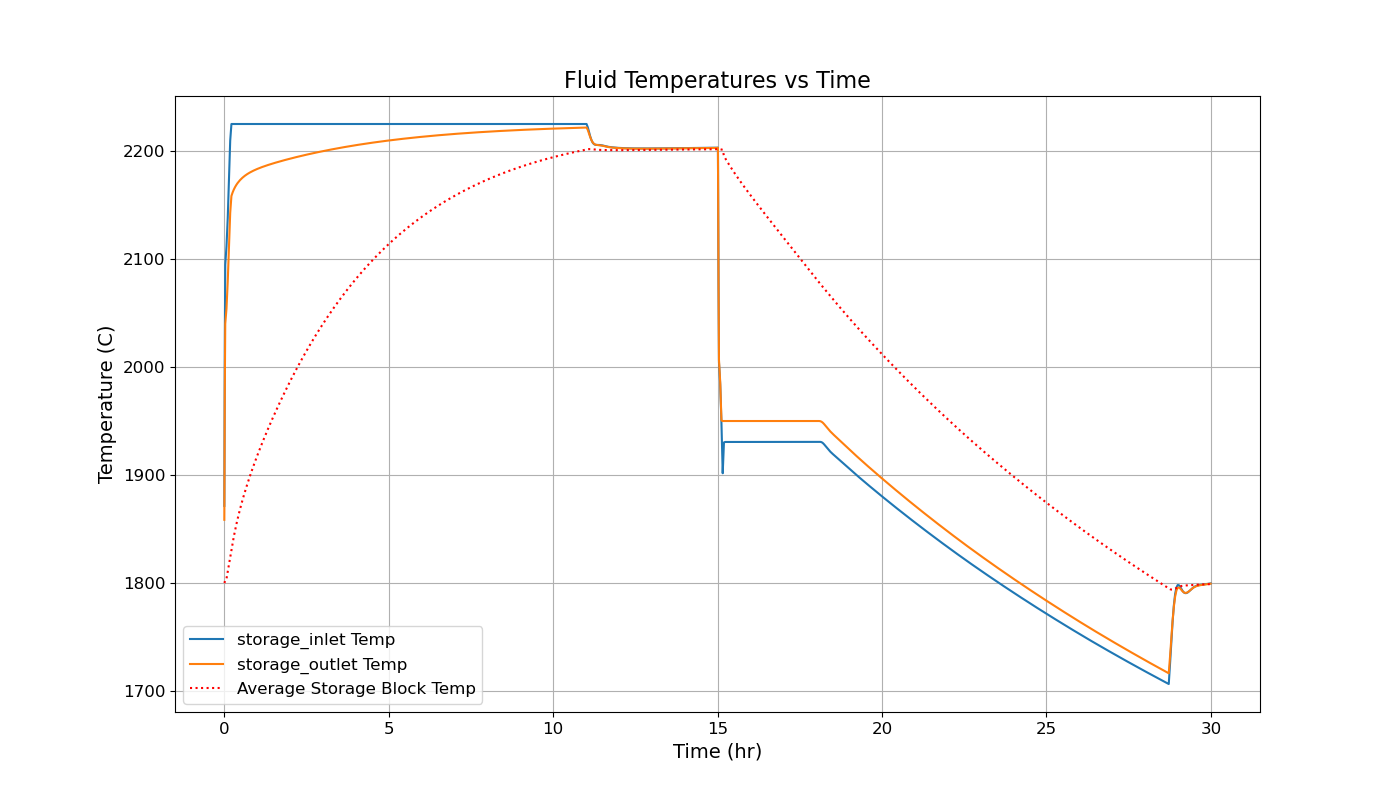 Fluid Temperatures vs Time
Temperature (C)
2200
2100
2000
1900
1800
1700
storage_inlet Temp
storage_outlet Temp
Average Storage Block Temp
0 5 10 15 20 25 30
Time (hr)